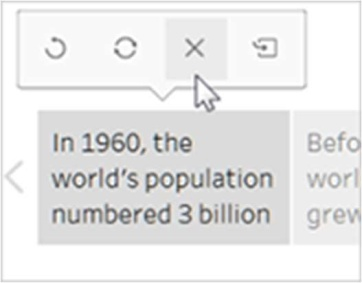 In 1960, the
world's population
numbered 3 billion
Befo
worl
grew